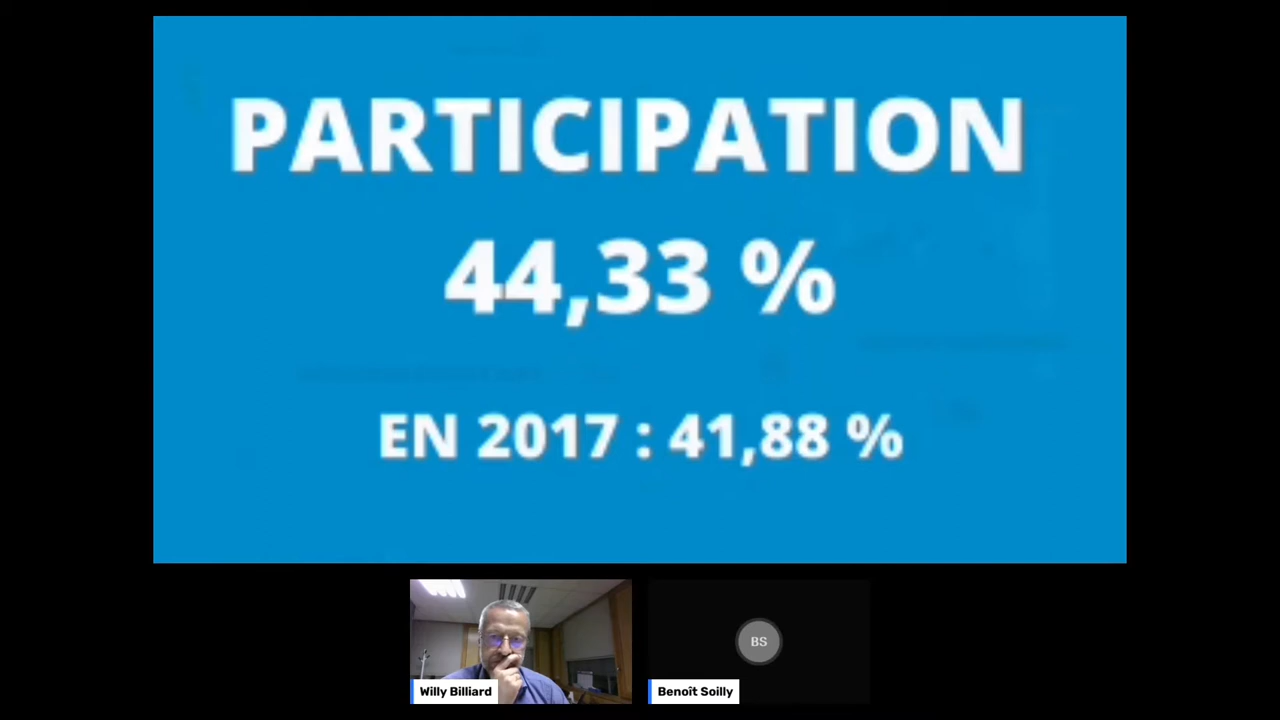 PARTICIPATION
44,33 %
EN 2017 : 41,88 %
BS
Willy Billiard
Benoît Soilly